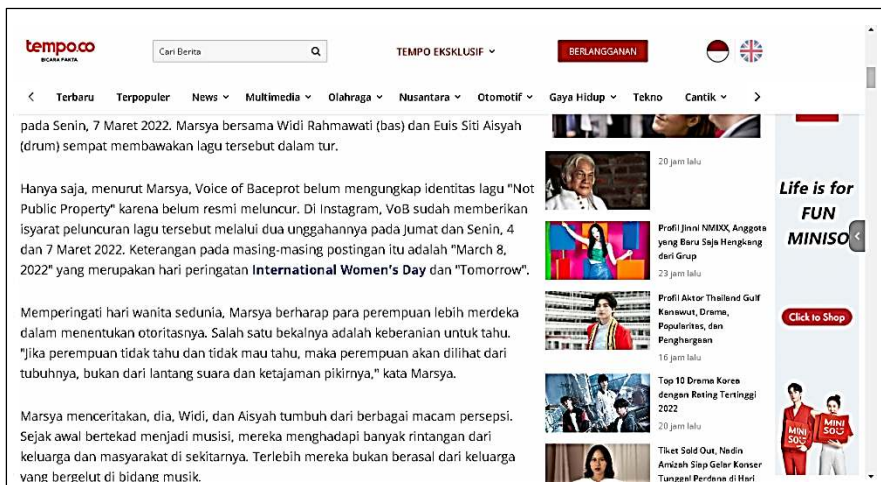 tempo.co
BICARA FAKTA
Cari Berita
TEMPO EKSKLUSIF
BERLANGGANAN
Terbaru Terpopuler News Multimedia Olahraga Nusantara Otomotif Gaya Hidup Tekno Cantik
pada Senin, 7 Maret 2022. Marsya bersama Widi Rahmawati (bas) dan Euis Siti Aisyah
(drum) sempat membawakan lagu tersebut dalam tur.
Hanya saja, menurut Marsya, Voice of Baceprot belum mengungkap identitas lagu "Not
Public Property" karena belum resmi meluncur. Di Instagram, VoB sudah memberikan
isyarat peluncuran lagu tersebut melalui dua unggahannya pada Jumat dan Senin, 4
dan 7 Maret 2022. Keterangan pada masing-masing postingan itu adalah "March 8,
2022" yang merupakan hari peringatan International Women's Day dan "Tomorrow".
Memperingati hari wanita sedunia, Marsya berharap para perempuan lebih merdeka
dalam menentukan otoritasnya. Salah satu bekalnya adalah keberanian untuk tahu.
"Jika perempuan tidak tahu dan tidak mau tahu, maka perempuan akan dilihat dari
tubuhnya, bukan dari lantang suara dan ketajaman pikirnya," kata Marsya.
Marsya menceritakan, dia, Widi, dan Aisyah tumbuh dari berbagai macam persepsi.
Sejak awal bertekad menjadi musisi, mereka menghadapi banyak rintangan dari
keluarga dan masyarakat di sekitarnya. Terlebih mereka bukan berasal dari keluarga
yang bergelut di bidang musik.
20 jam lalu
Profil Jinni NMIXX, Anggota
yang Baru Saja Hengkang
dari Grup
23 jam lalu
Profil Aktor Thailand Gulf
Kanawut, Drama,
Popularitas, dan
Penghargaan
16 jam lalu
Top 10 Drama Korea
dengan Rating Tertinggi
2022
20 jam lalu
Tiket Sold Out, Nadin
Amizah Siap Gelar Konser
Tunggal Perdana di Hari
Life is for
FUN
MINISO
Click to Shop
MINI
SO
MINI
SO